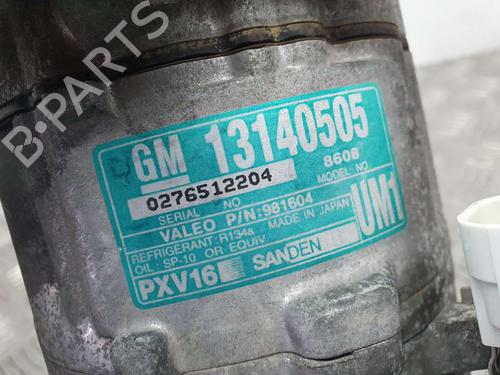 B-PARTS
GM 13140505
0276512204 8608
SERIAL NO MODEL NO
VALEO P/N:981604
REFRIGERANT:R134a MADE IN JAPAN
OIL: SP-10 OR EQUIV.
PXV16 SANDEN UM1